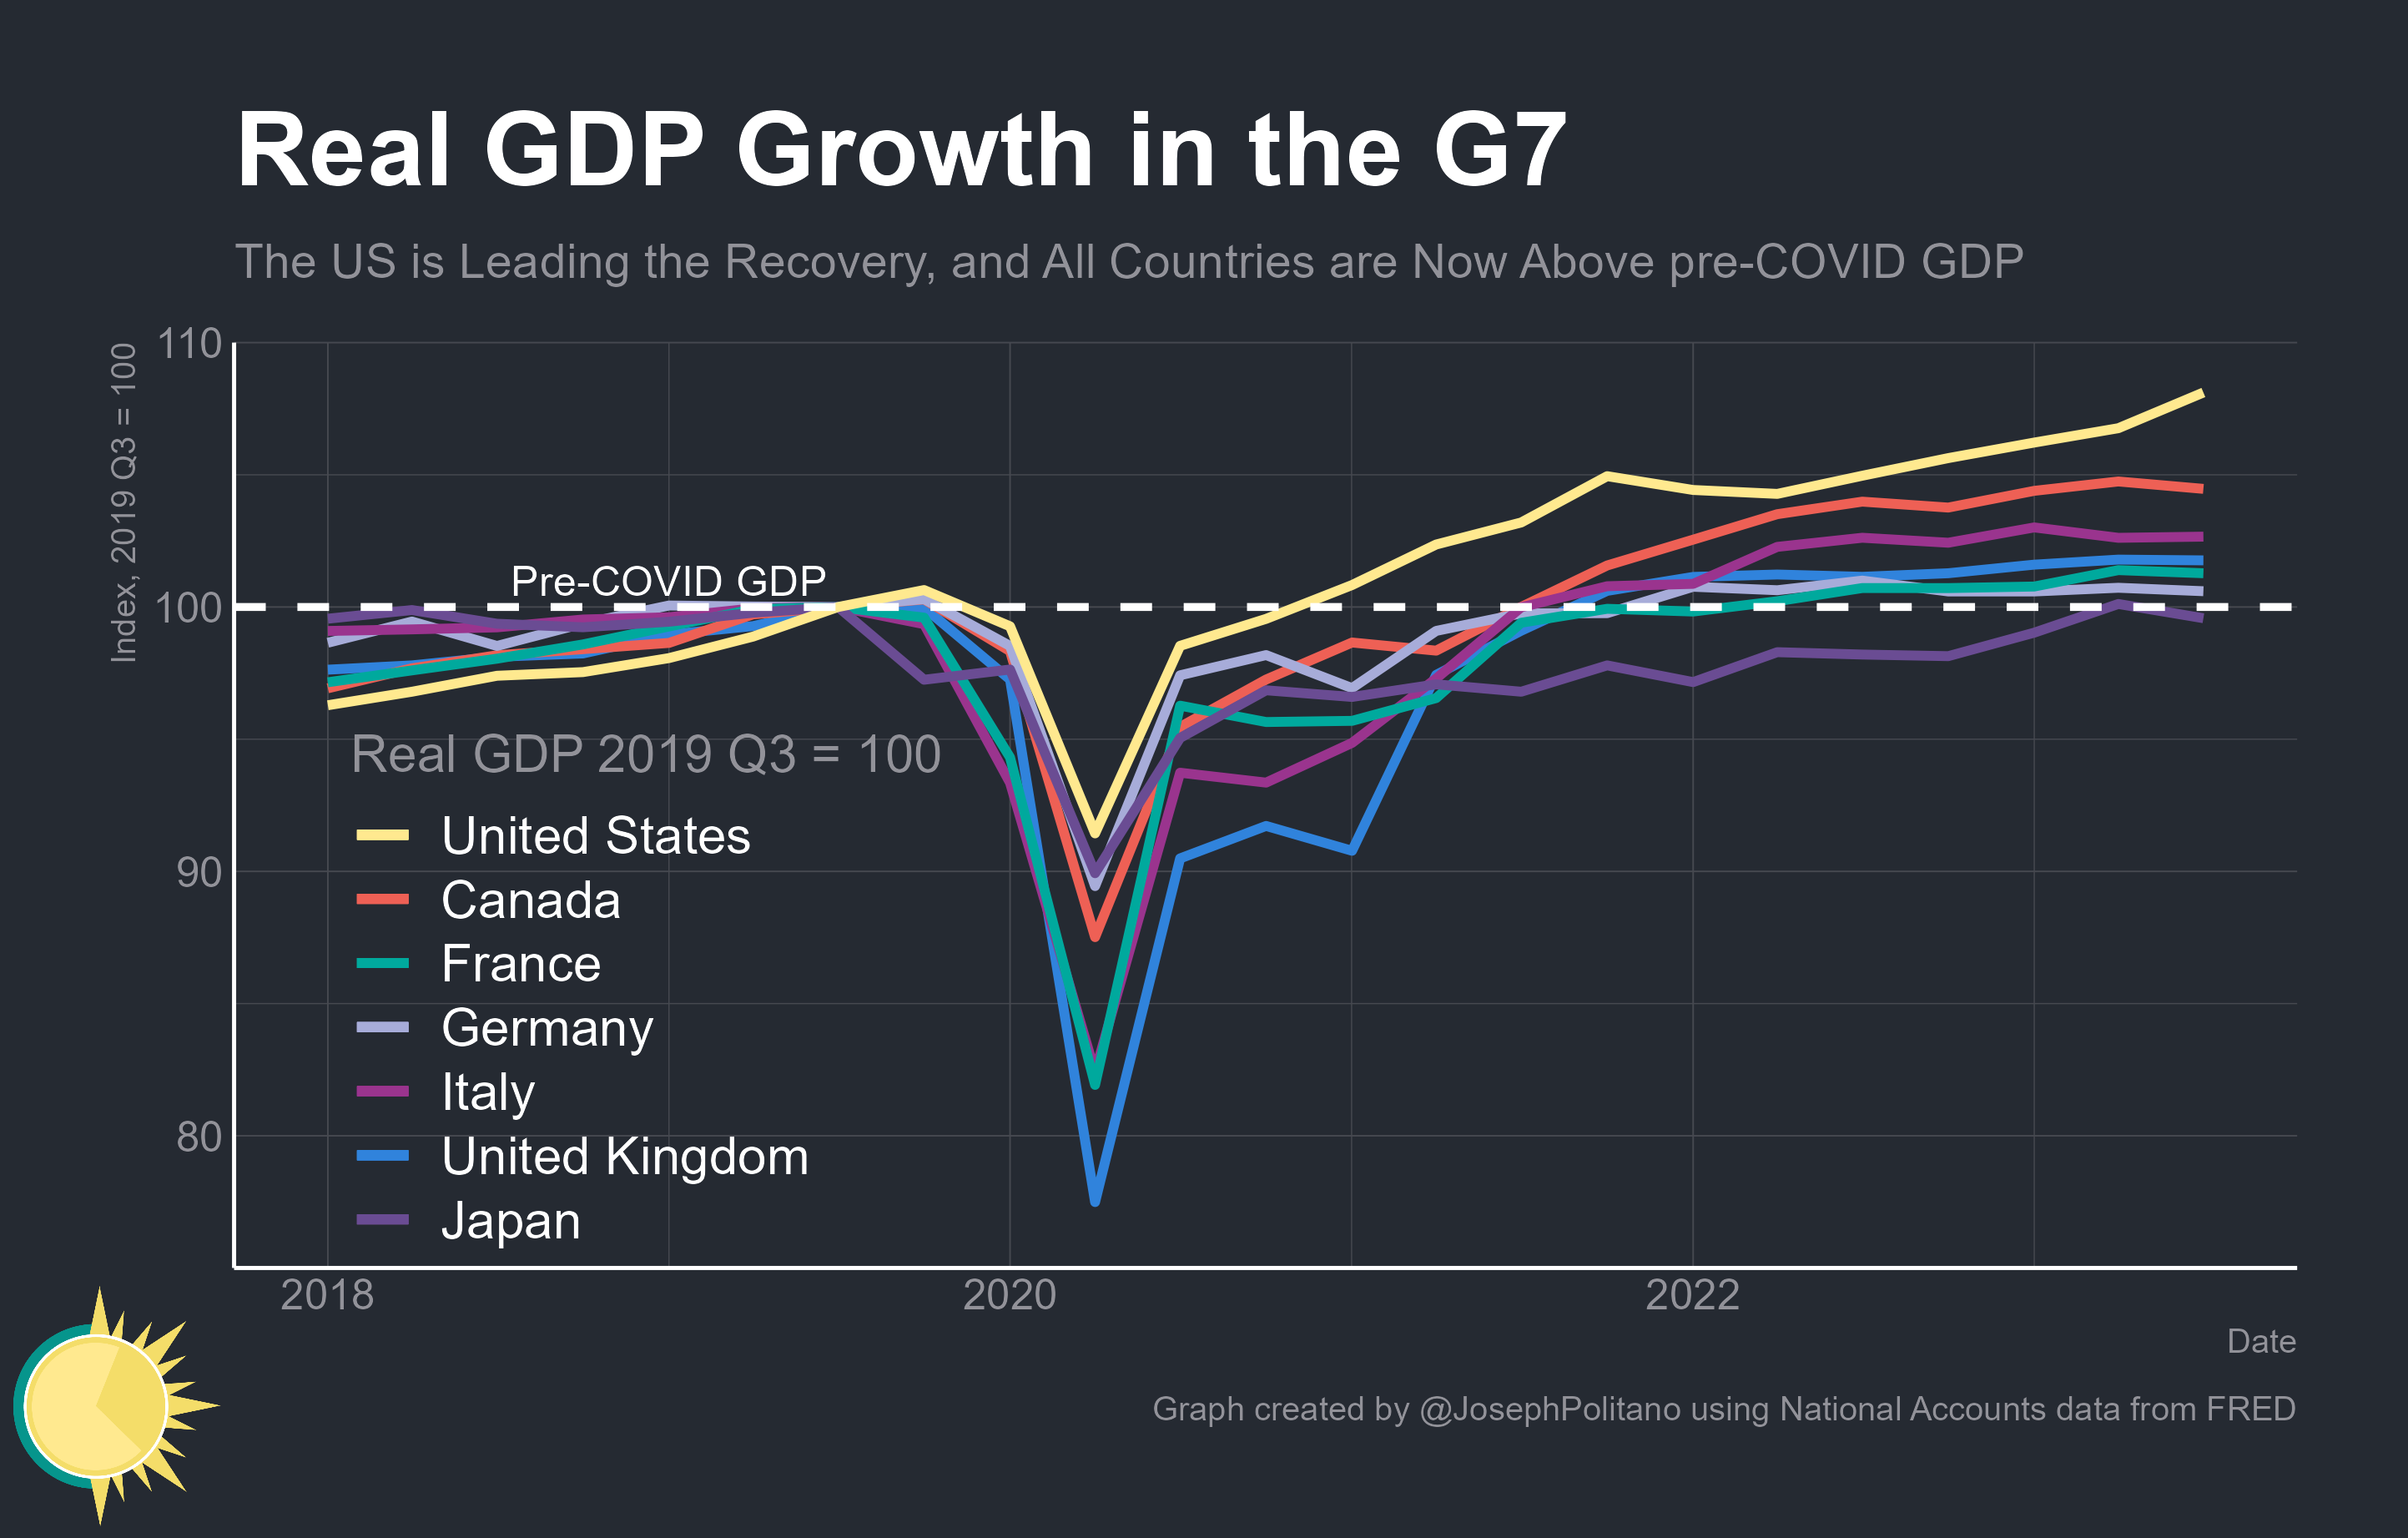 Real GDP Growth in the G7
The US is Leading the Recovery, and All Countries are Now Above pre-COVID GDP
Index, 2019 Q3 = 100
110
100
90
80
Pre-COVID GDP
Real GDP 2019 Q3 = 100
United States
Canada
France
Germany
Italy
United Kingdom
Japan
2018
2020
2022
Date
Graph created by @JosephPolitano using National Accounts data from FRED